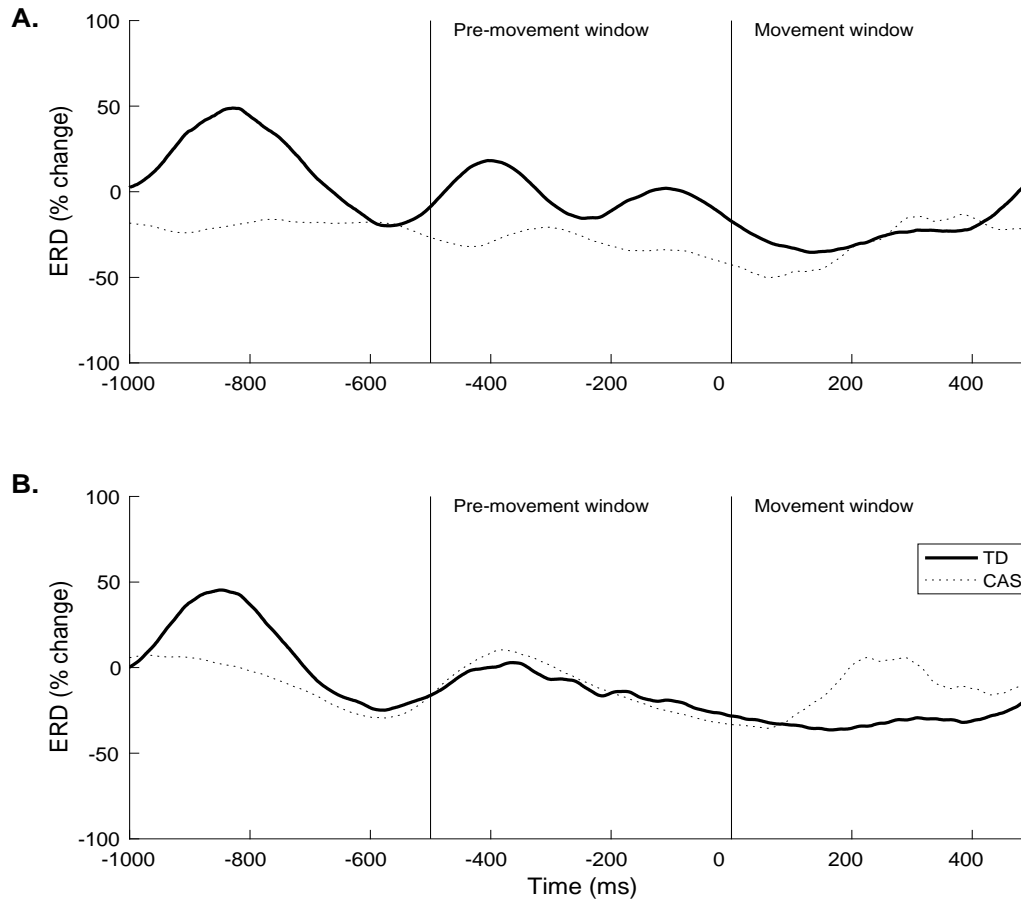 A.
Pre-movement window
Movement window
100
50
0
-50
-100
ERD (% change)
-1000 -800 -600 -400 -200 0 200 400
B.
Pre-movement window
Movement window
100
50
0
-50
-100
ERD (% change)
TD
CAS
-1000 -800 -600 -400 -200 0 200 400
Time (ms)